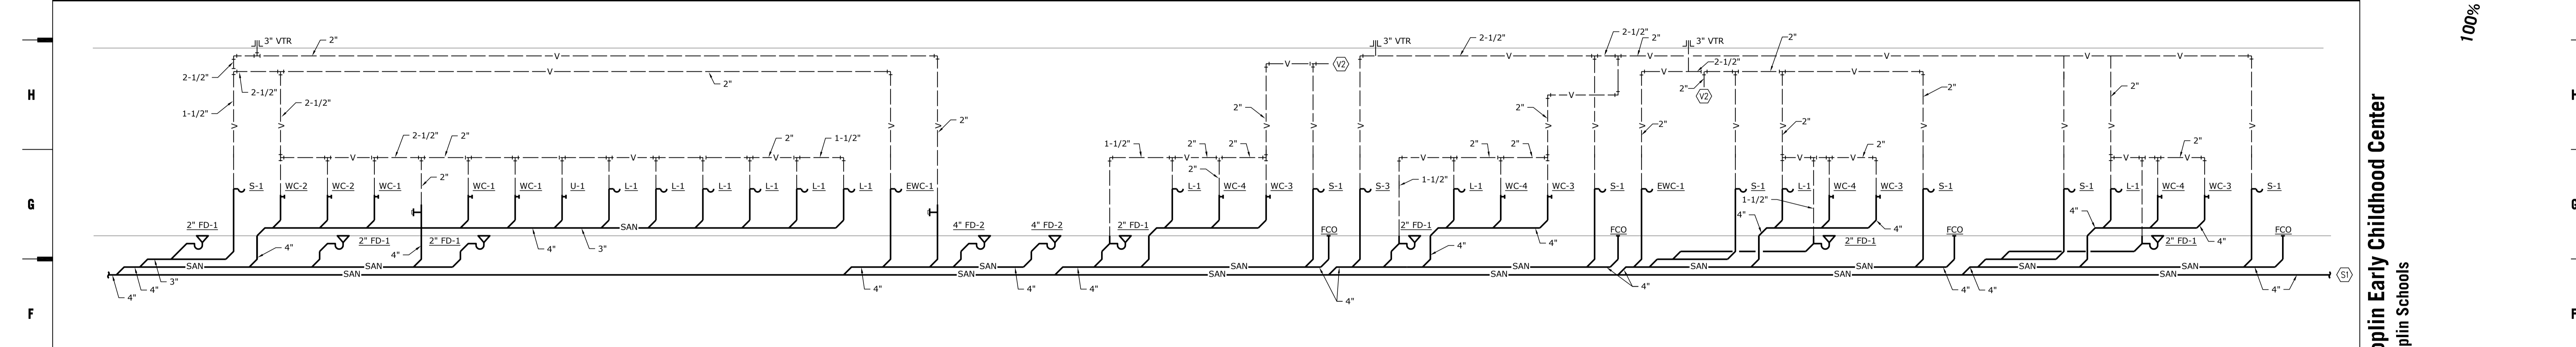 100%
3" VTR
2"
3" VTR
2-1/2"
2-1/2"
2"
3" VTR
2"
V
V
V
V
V
V
2-1/2"
V
2"
V
V2
V
2-1/2"
V
2-1/2"
2"
2"
V2
2"
2"
H
H
1-1/2"
2-1/2"
2"
V
2"
2"
V
V
V
V
V
V
V
V
V
2"
V
V
2"
V
V
V
V
2-1/2"
2"
2"
1-1/2"
1-1/2"
2"
2"
2"
2"
2"
2"
V
V
V
V
V
V
V
V
2"
2"
1-1/2"
S-1
WC-2
WC-2
WC-1
WC-1
WC-1
U-1
L-1
L-1
L-1
L-1
L-1
L-1
EWC-1
L-1
WC-4
WC-3
S-1
S-3
L-1
WC-4
WC-3
S-1
EWC-1
S-1
L-1
WC-4
WC-3
S-1
S-1
L-1
WC-4
WC-3
S-1
1-1/2"
G
4"
4"
2" FD-1
SAN
4" FD-2
4" FD-2
2" FD-1
FCO
2" FD-1
FCO
4"
FCO
FCO
2" FD-1
2" FD-1
4"
4"
4"
3"
4"
4"
2" FD-1
4"
2" FD-1
SAN
SAN
SAN
SAN
SAN
SAN
SAN
SAN
SAN
SAN
SAN
SAN
SAN
SAN
S1
3"
4"
4"
4"
4"
4"
4"
4"
4"
4"
4"
F
F
Early Childhood Center
Schools